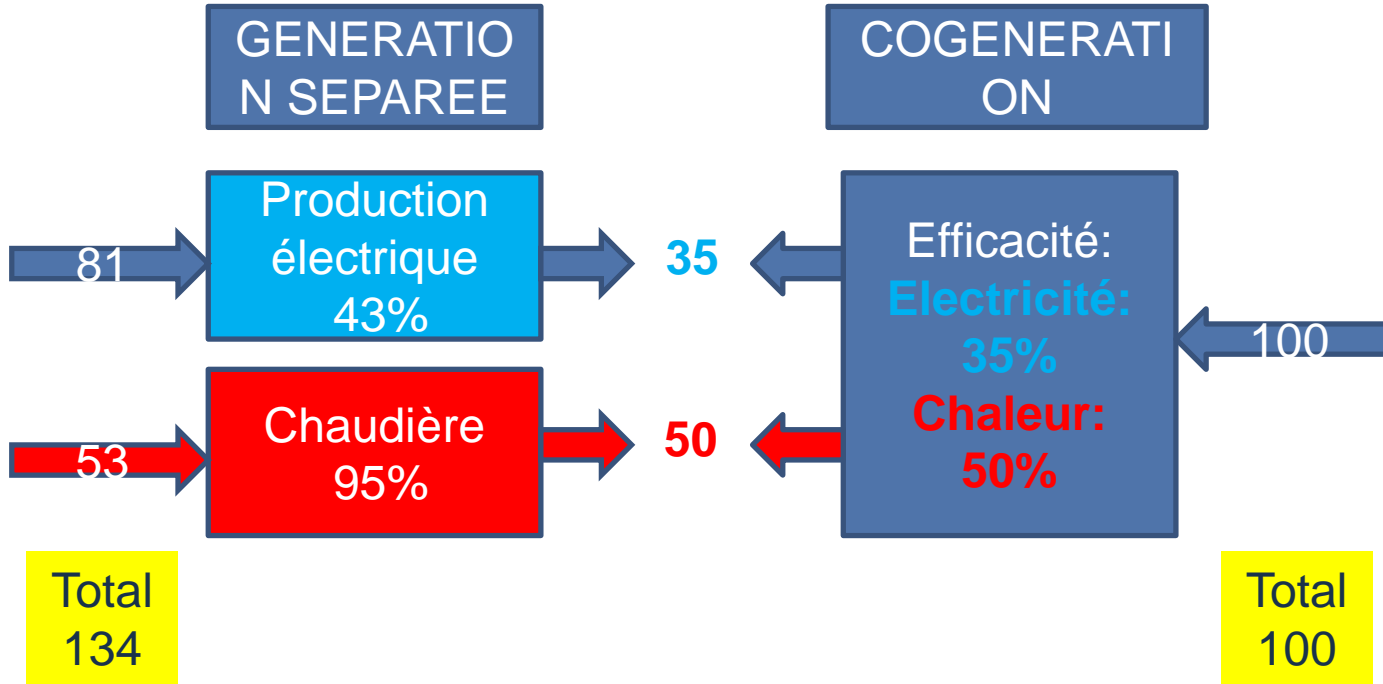 GENERATIO
N SEPAREE
COGENERATI
ON
81
Production
électrique
43%
35
Efficacité:
Electricité:
35%
Chaleur:
50%
100
53
Chaudière
95%
50
Total
134
Total
100